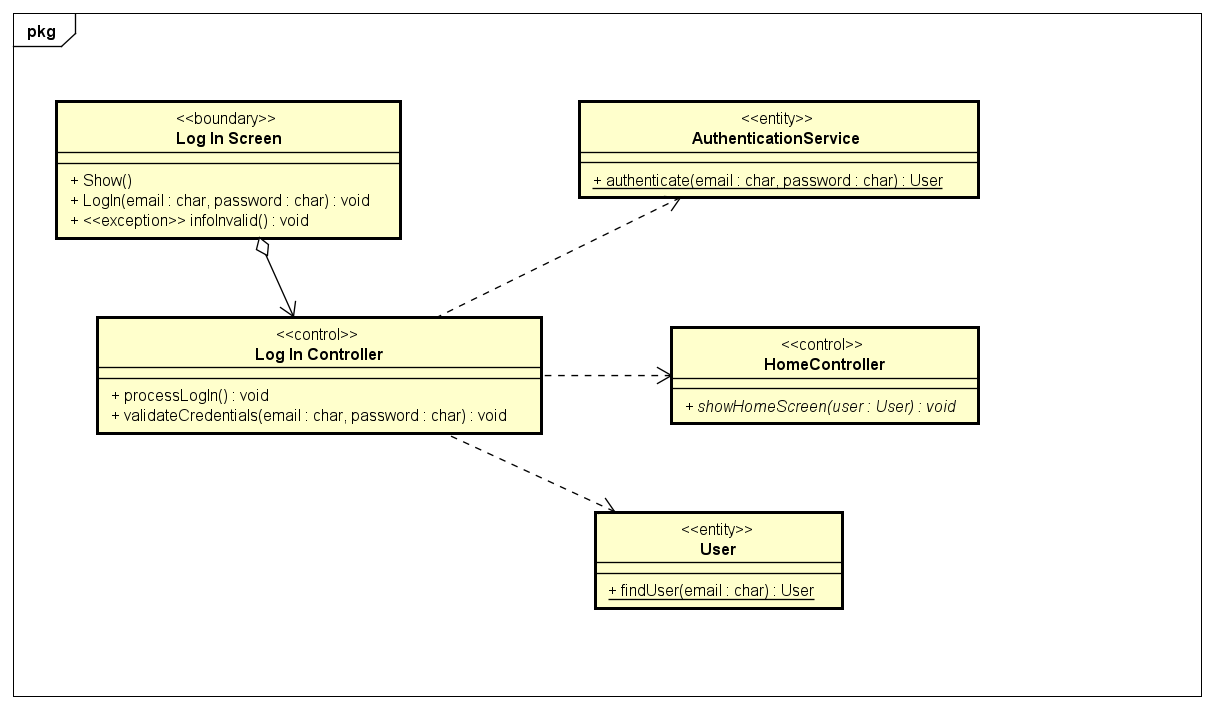 pkg
<<boundary>>
Log In Screen
+ Show()
+ LogIn(email : char, password : char) : void
+ <<exception>> infoInvalid() : void
<<entity>>
AuthenticationService
+ authenticate(email : char, password : char) : User
<<control>>
Log In Controller
+ processLogIn() : void
+ validateCredentials(email : char, password : char) : void
<<control>>
HomeController
+ showHomeScreen(user : User) : void
<<entity>>
User
+ findUser(email : char) : User